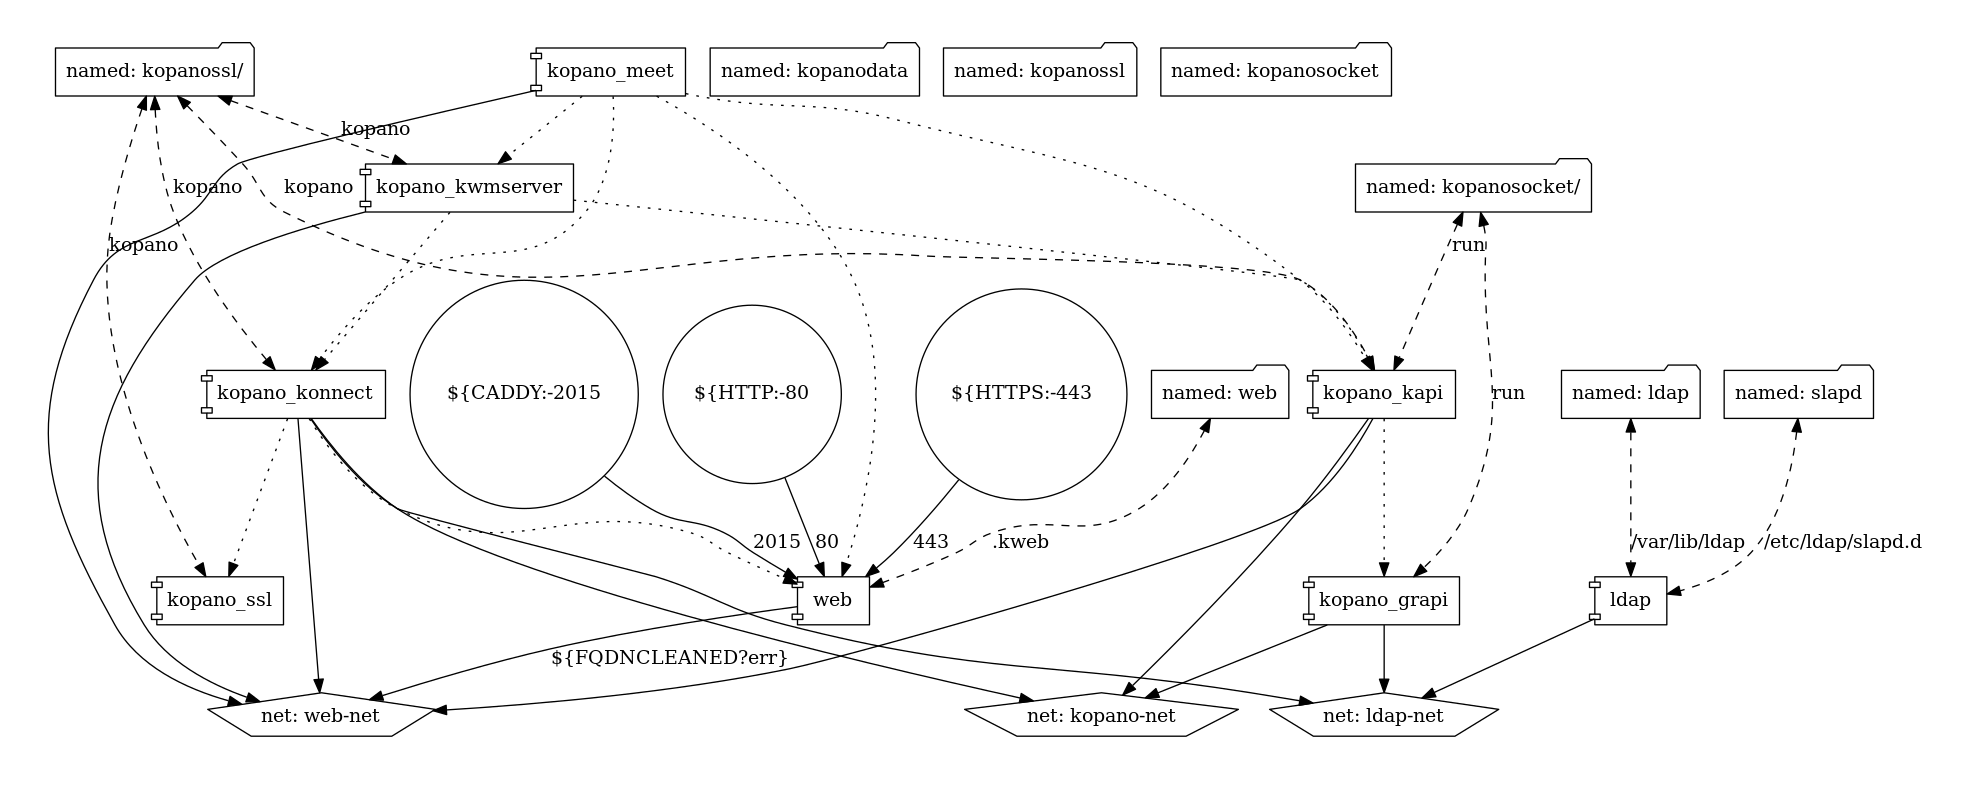 named: kopanossl/
kopano_meet
named: kopanodata
named: kopanossl
named: kopanosocket
kopano
kopano
kopano
kopano_kwmserver
named: kopanosocket/
kopano
run
kopano_konnect
${CADDY:-2015
${HTTP:-80
${HTTPS:-443
named: web
kopano_kapi
run
named: ldap
named: slapd
2015
80
443
.kweb
/var/lib/ldap
/etc/ldap/slapd.d
kopano_ssl
web
kopano_grapi
ldap
${FQDNCLEANED?err}
net: web-net
net: kopano-net
net: ldap-net